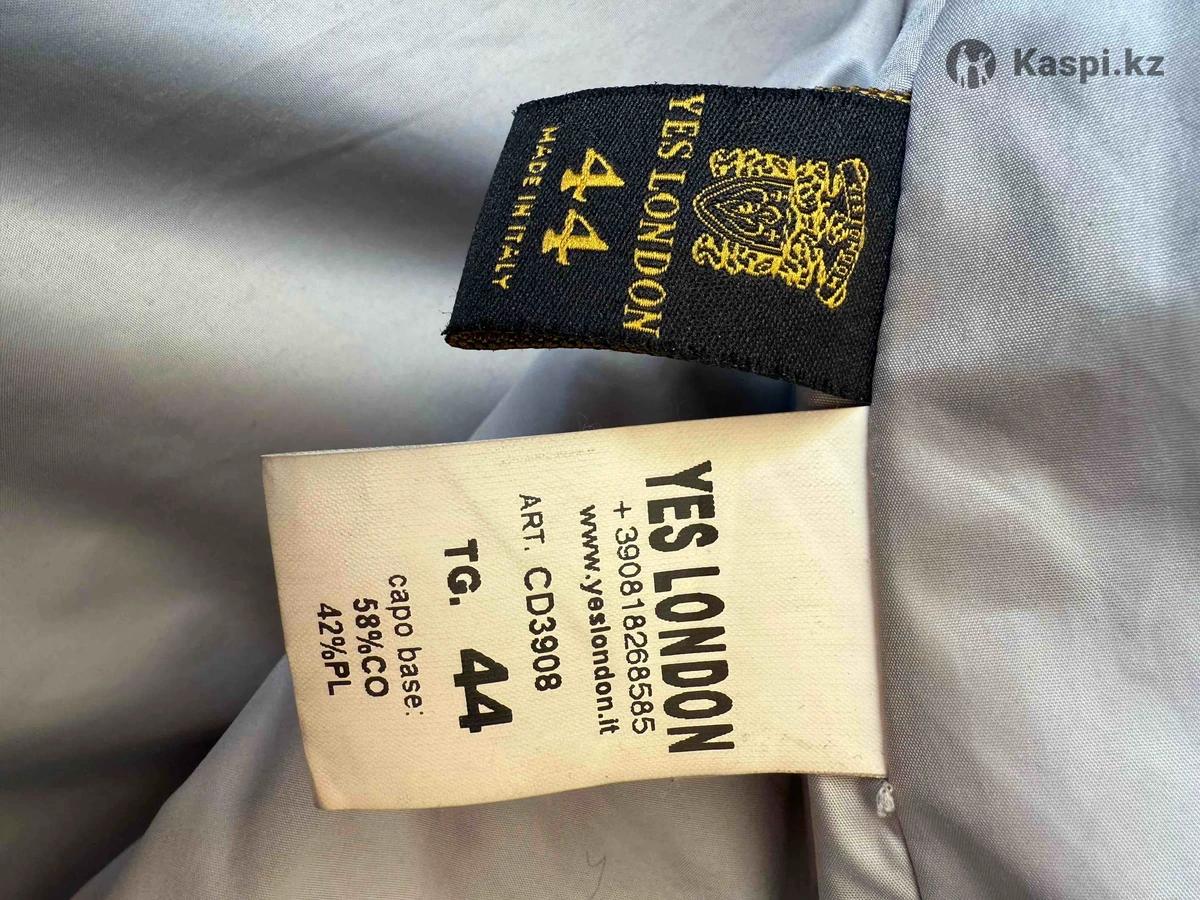 Kaspi.kz
YES LONDON
44
MADE IN ITALY
YES LONDON
+390818268585
www.yeslondon.it
ART. CD3908
TG. 44
capo base:
58%CO
42%PL